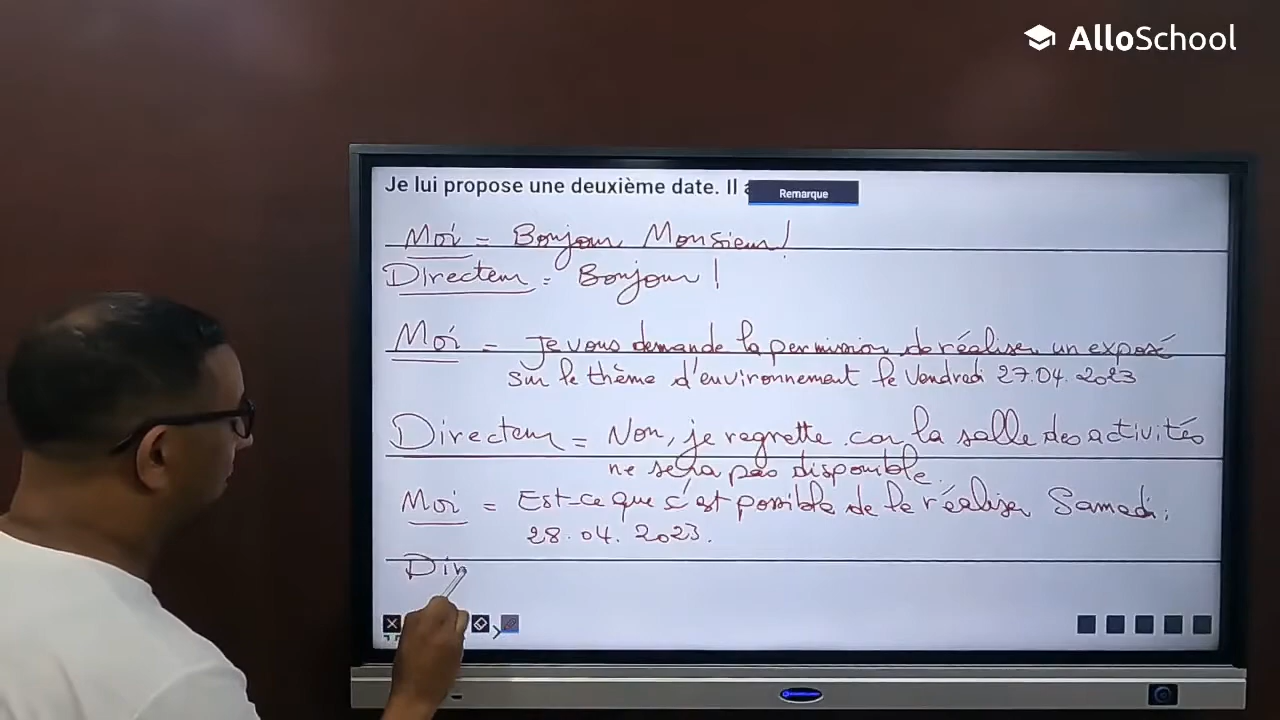 AlloSchool
Je lui propose une deuxième date. Il a
Remarque
Moi = Bonjour Monsieur!
Directeur = Bonjour!
Moi = Je vous demande la permission de réaliser un exposé
sur le thème d'environnement le Vendredi 27.04.2023
Directeur = Non, je regrette car la salle des activités
ne sera pas disponible.
Moi = Est-ce que c'est possible de le réaliser Samedi,
28.04.2023.
Dir